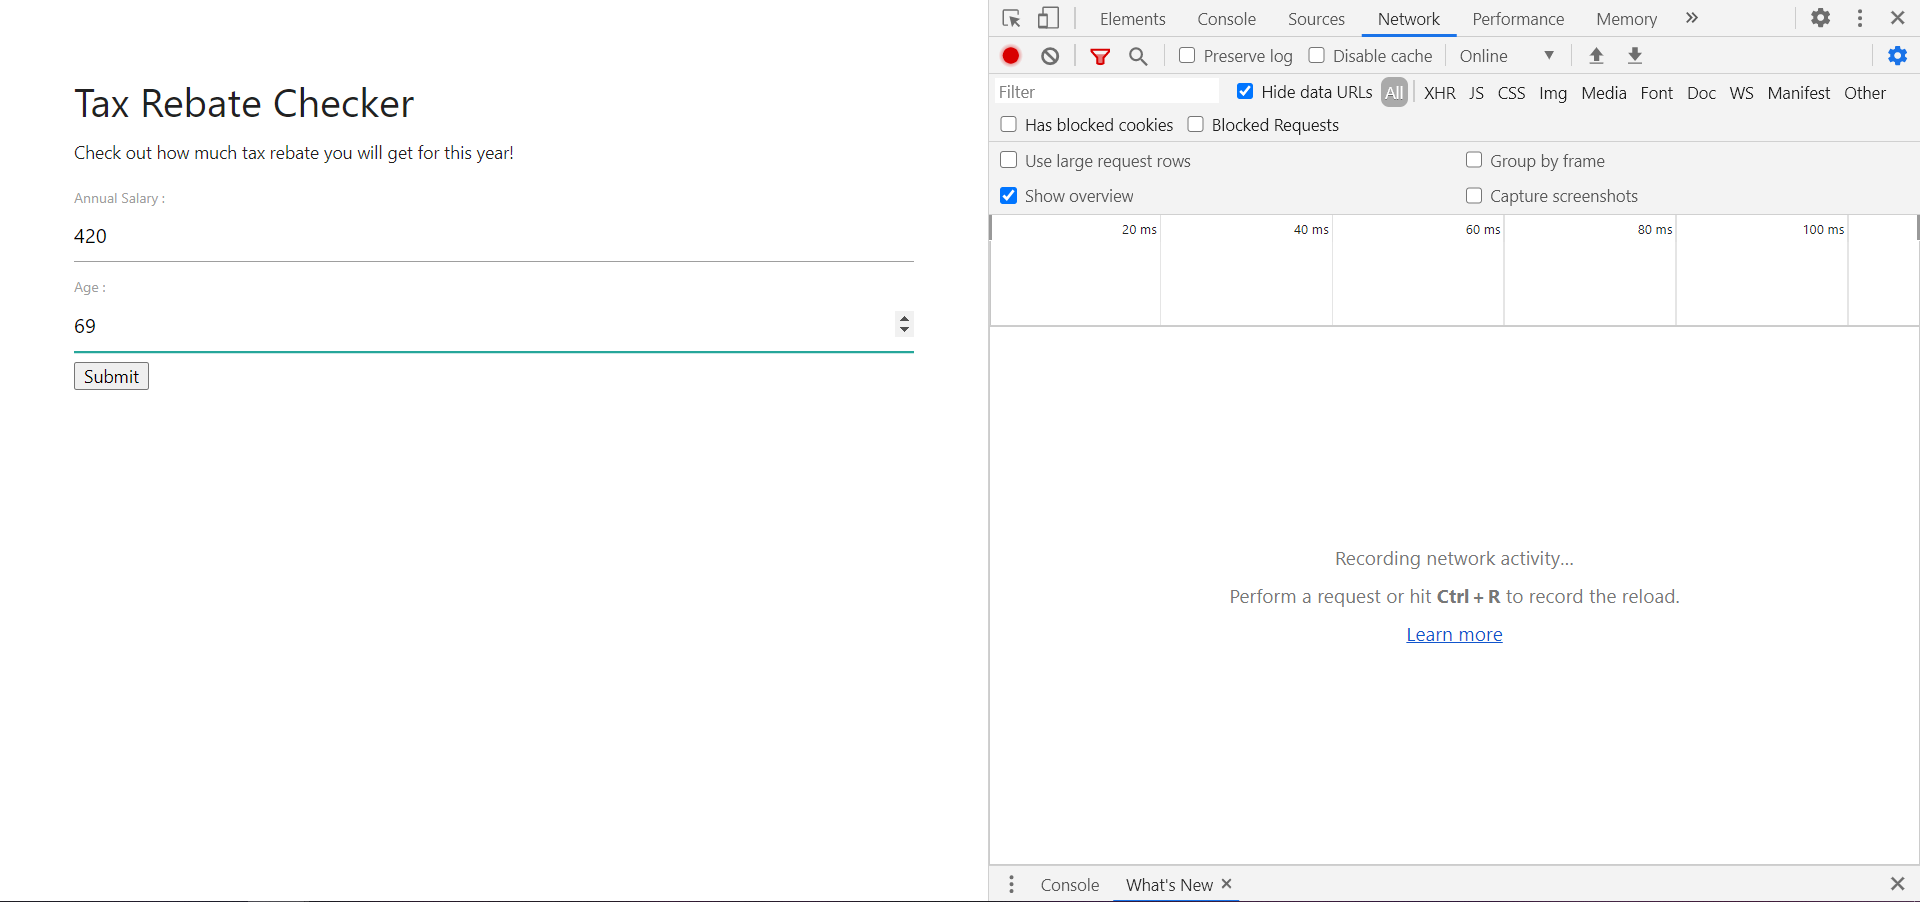 Tax Rebate Checker
Check out how much tax rebate you will get for this year!
Annual Salary :
420
Age :
69
Submit
Elements Console Sources Network Performance Memory »
Preserve log Disable cache Online
Filter Hide data URLs All XHR JS CSS Img Media Font Doc WS Manifest Other
Has blocked cookies Blocked Requests
Use large request rows Group by frame
Show overview Capture screenshots
20 ms 40 ms 60 ms 80 ms 100 ms
Recording network activity...
Perform a request or hit Ctrl + R to record the reload.
Learn more
Console What's New